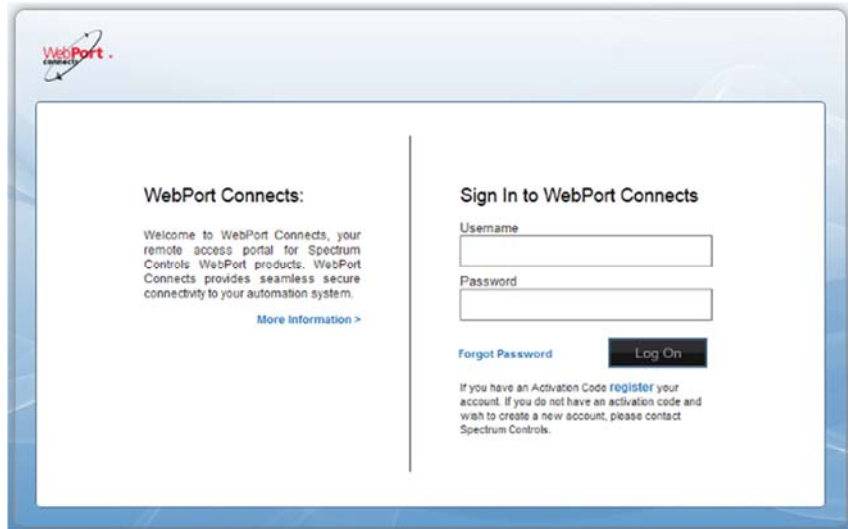 WebPort
connects
WebPort Connects:
Welcome to WebPort Connects, your
remote access portal for Spectrum
Controls WebPort products. WebPort
Connects provides seamless secure
connectivity to your automation system.
More Information >
Sign In to WebPort Connects
Username
Password
Forgot Password
Log On
If you have an Activation Code register your
account. If you do not have an activation code and
wish to create a new account, please contact
Spectrum Controls.